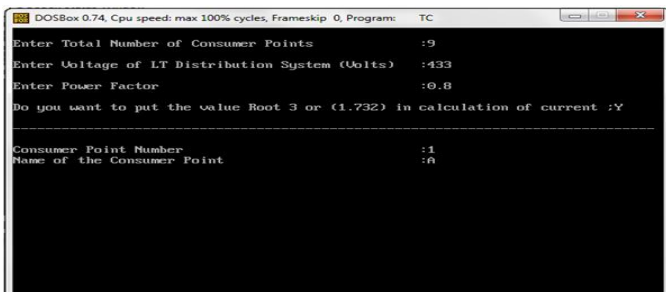 DOSBox 0.74, Cpu speed: max 100% cycles, Frameskip 0, Program: TC
Enter Total Number of Consumer Points :9
Enter Voltage of LT Distribution System (Volts) :433
Enter Power Factor :0.8
Do you want to put the value Root 3 or (1.732) in calculation of current ;Y
Consumer Point Number :1
Name of the Consumer Point :A